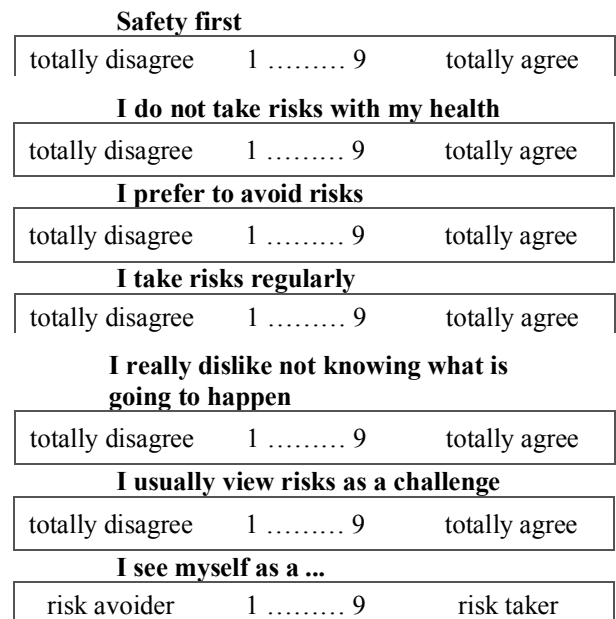 Safety first
totally disagree 1 ......... 9 totally agree
I do not take risks with my health
totally disagree 1 ......... 9 totally agree
I prefer to avoid risks
totally disagree 1 ......... 9 totally agree
I take risks regularly
totally disagree 1 ......... 9 totally agree
I really dislike not knowing what is
going to happen
totally disagree 1 ......... 9 totally agree
I usually view risks as a challenge
totally disagree 1 ......... 9 totally agree
I see myself as a ...
risk avoider 1 ......... 9 risk taker